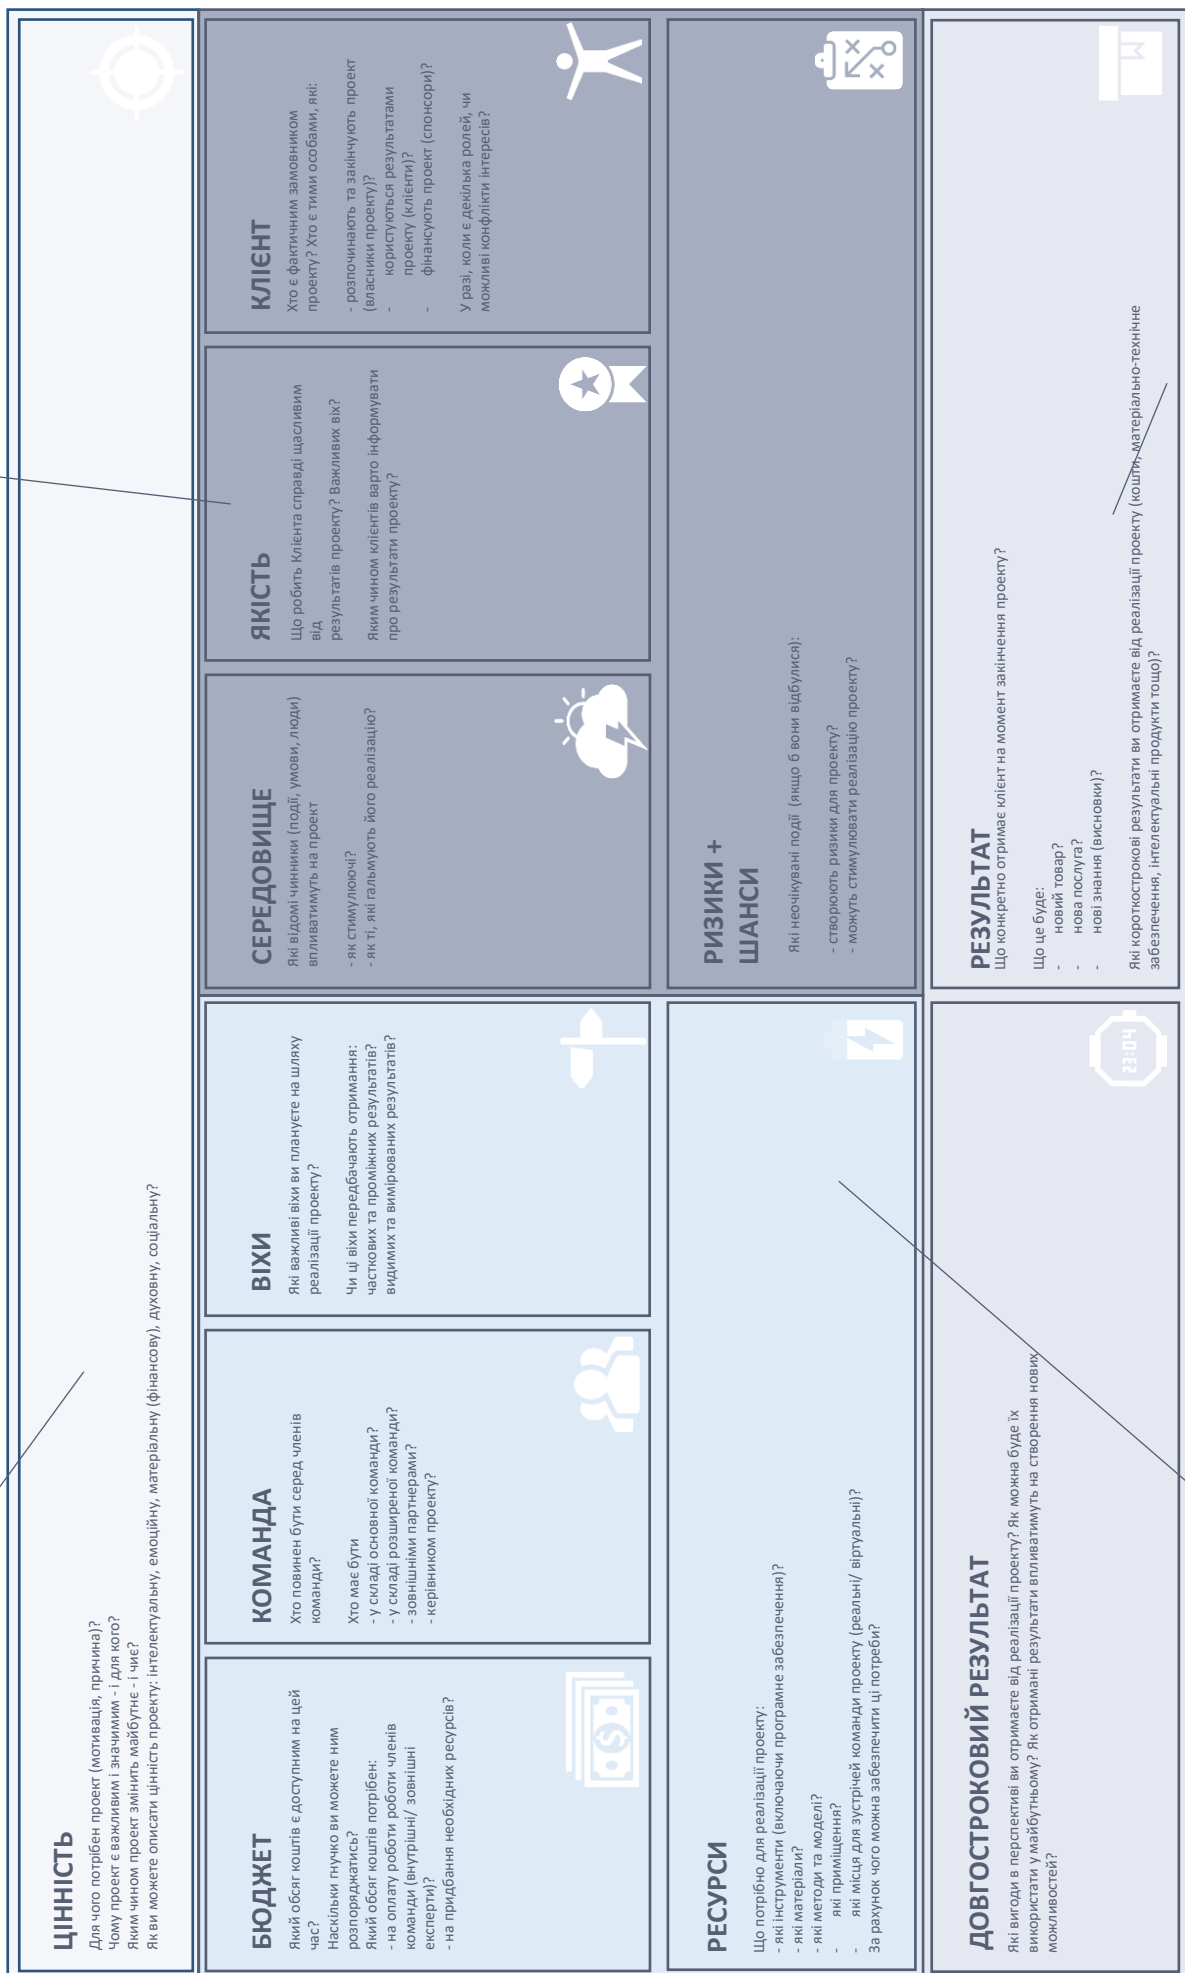 ЦІННІСТЬ
Для чого потрібен проект (мотивація, причина)?
Чому проект є важливим і значимим - і для кого?
Яким чином проект змінить майбутнє - і чиє?
Як ви можете описати цінність проекту: інтелектуальну, емоційну, матеріальну (фінансову), духовну, соціальну?
БЮДЖЕТ
Який обсяг коштів є доступним на цей
час?
Наскільки гнучко ви можете ним
розпоряджатись?
Який обсяг коштів потрібен:
- на оплату роботи роботи членів
команди (внутрішні/ зовнішні
експерти)?
- на придбання необхідних ресурсів?
КОМАНДА
Хто повинен бути серед членів
команди?
Хто має бути
- у складі основної команди?
- у складі розширеної команди?
- зовнішніми партнерами?
- керівником проекту?
ВІХИ
Які важливі віхи ви плануєте на шляху
реалізації проекту?
Чи ці віхи передбачають отримання:
часткових та проміжних результатів?
видимих та вимірюваних результатів?
СЕРЕДОВИЩЕ
Які відомі чинники (події, умови, люди)
впливатимуть на проект
- як стимулюючі?
- як ті, які гальмують його реалізацію?
ЯКІСТЬ
Що робить Клієнта справді щасливим
від
результатів проекту? Важливих віх?
Яким чином клієнтів варто інформувати
про результати проекту?
КЛІЄНТ
Хто є фактичним замовником
проекту? Хто є тими особами, які:
- розпочинають та закінчують проект
(власники проекту)?
- користуються результатами
проекту (клієнти)?
- фінансують проект (спонсори)?
У разі, коли є декілька ролей, чи
можливі конфлікти інтересів?
РЕСУРСИ
Що потрібно для реалізації проекту:
- які інструменти (включаючи програмне забезпечення)?
- які матеріали?
- які методи та моделі?
- які приміщення?
- які місця для зустрічей команди проекту (реальні/ віртуальні)?
За рахунок чого можна забезпечити ці потреби?
РИЗИКИ +
ШАНСИ
Які неочікувані події (якщо б вони відбулися):
- створюють ризики для проекту?
- можуть стимулювати реалізацію проекту?
ДОВГОСТРОКОВИЙ РЕЗУЛЬТАТ
Які вигоди в перспективі ви отримаєте від реалізації проекту? Як можна буде їх
використати у майбутньому? Як отримані результати впливатимуть на створення нових
можливостей?
РЕЗУЛЬТАТ
Що конкретно отримає клієнт на момент закінчення проекту?
Що це буде:
- новий товар?
- нова послуга?
- нові знання (висновки)?
Які короткострокові результати ви отримаєте від реалізації проекту (кошти, матеріально-технічне
забезпечення, інтелектуальні продукти тощо)?